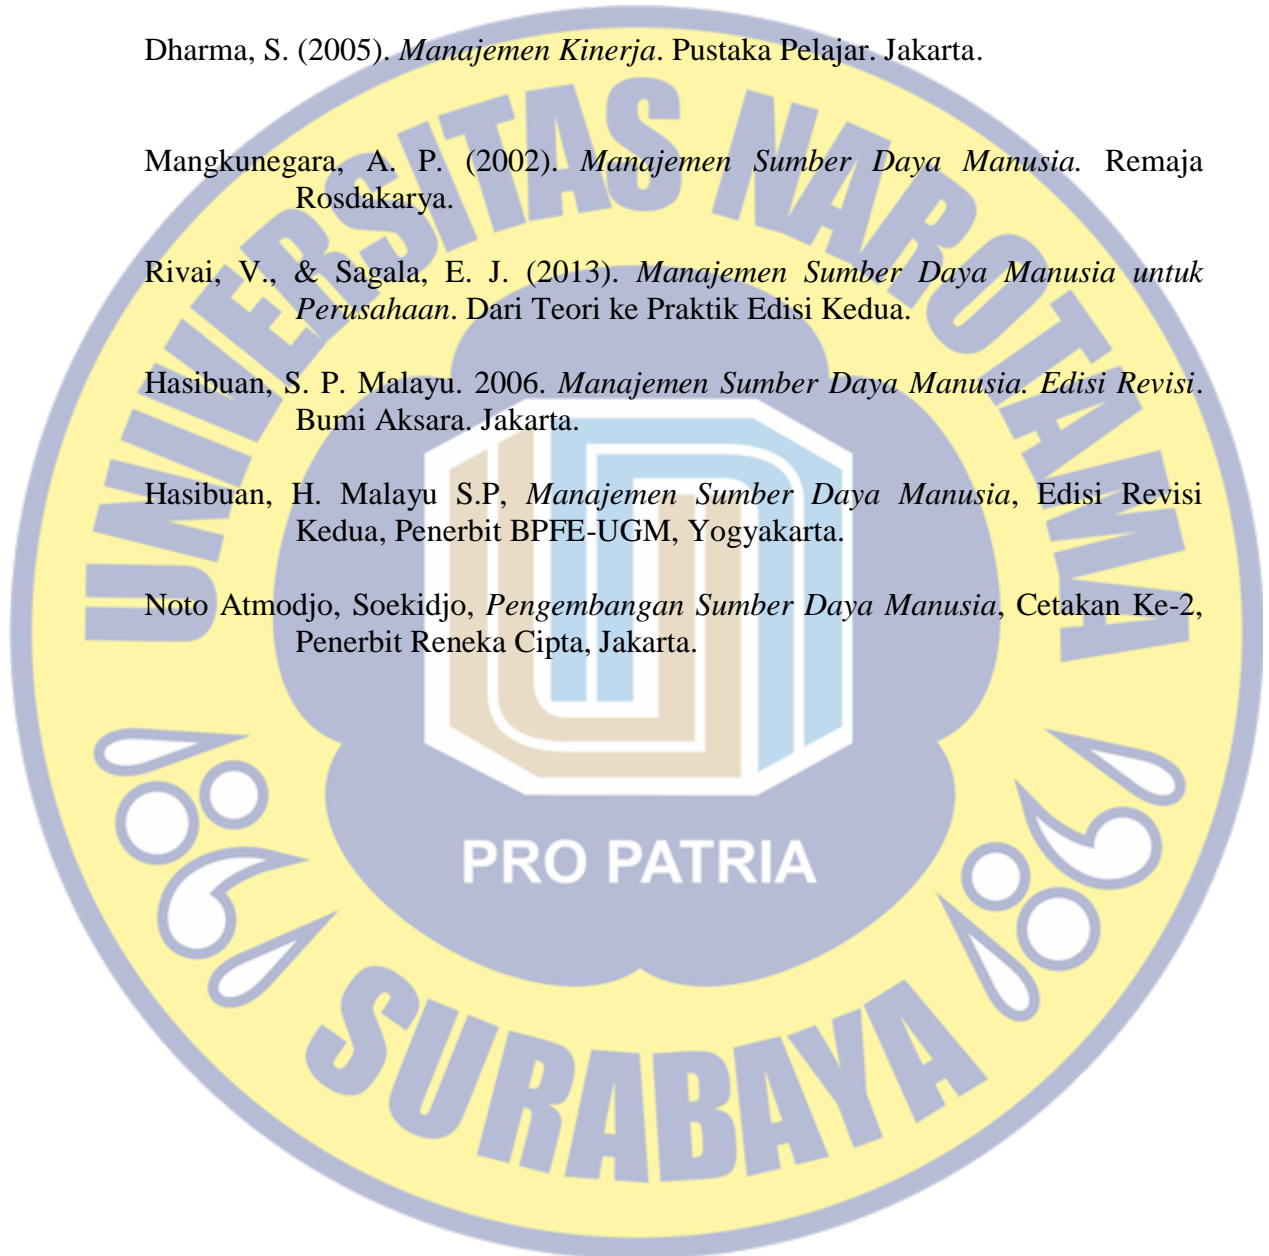 Dharma, S. (2005). Manajemen Kinerja. Pustaka Pelajar. Jakarta.
Mangkunegara, A. P. (2002). Manajemen Sumber Daya Manusia. Remaja
Rosdakarya.
Rivai, V., & Sagala, E. J. (2013). Manajemen Sumber Daya Manusia untuk
Perusahaan. Dari Teori ke Praktik Edisi Kedua.
Hasibuan, S. P. Malayu. 2006. Manajemen Sumber Daya Manusia. Edisi Revisi.
Bumi Aksara. Jakarta.
Hasibuan, H. Malayu S.P, Manajemen Sumber Daya Manusia, Edisi Revisi
Kedua, Penerbit BPFE-UGM, Yogyakarta.
Noto Atmodjo, Soekidjo, Pengembangan Sumber Daya Manusia, Cetakan Ke-2,
Penerbit Reneka Cipta, Jakarta.
UNIVERSITAS NAROTAMA
PRO PATRIA
SURABAYA